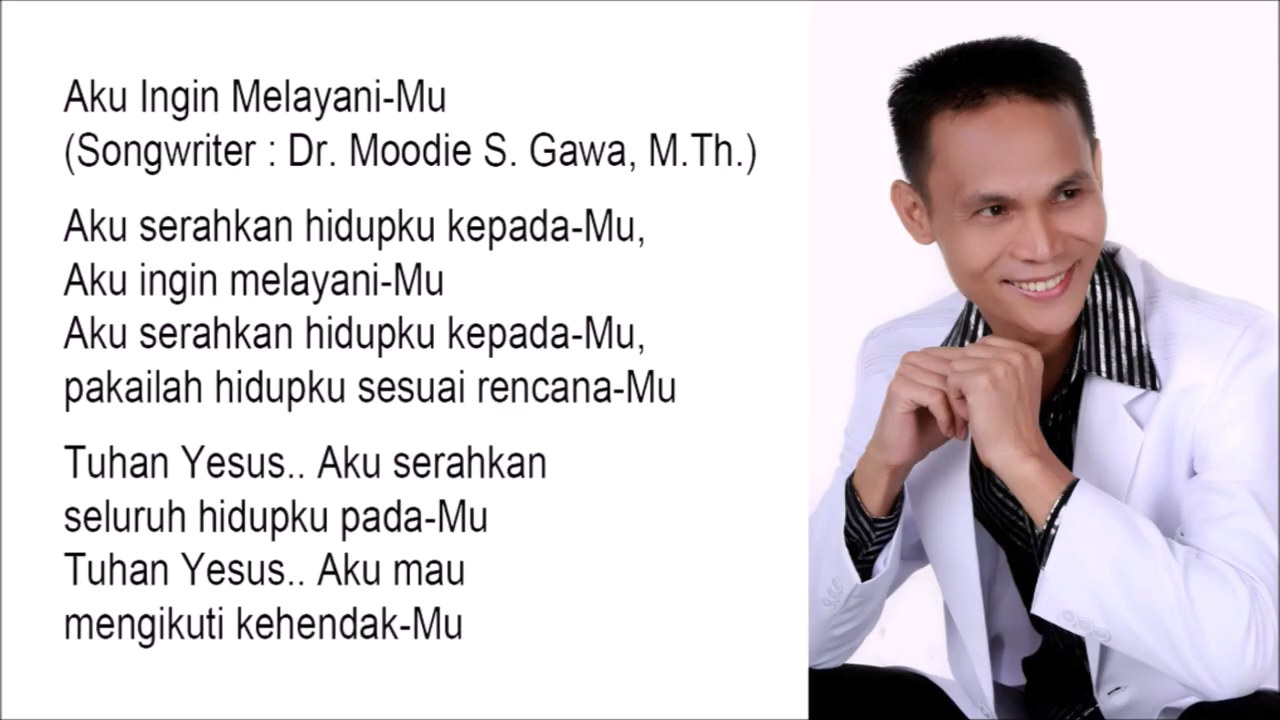 Aku Ingin Melayani-Mu
(Songwriter : Dr. Moodie S. Gawa, M.Th.)
Aku serahkan hidupku kepada-Mu,
Aku ingin melayani-Mu
Aku serahkan hidupku kepada-Mu,
pakailah hidupku sesuai rencana-Mu
Tuhan Yesus.. Aku serahkan
seluruh hidupku pada-Mu
Tuhan Yesus.. Aku mau
mengikuti kehendak-Mu